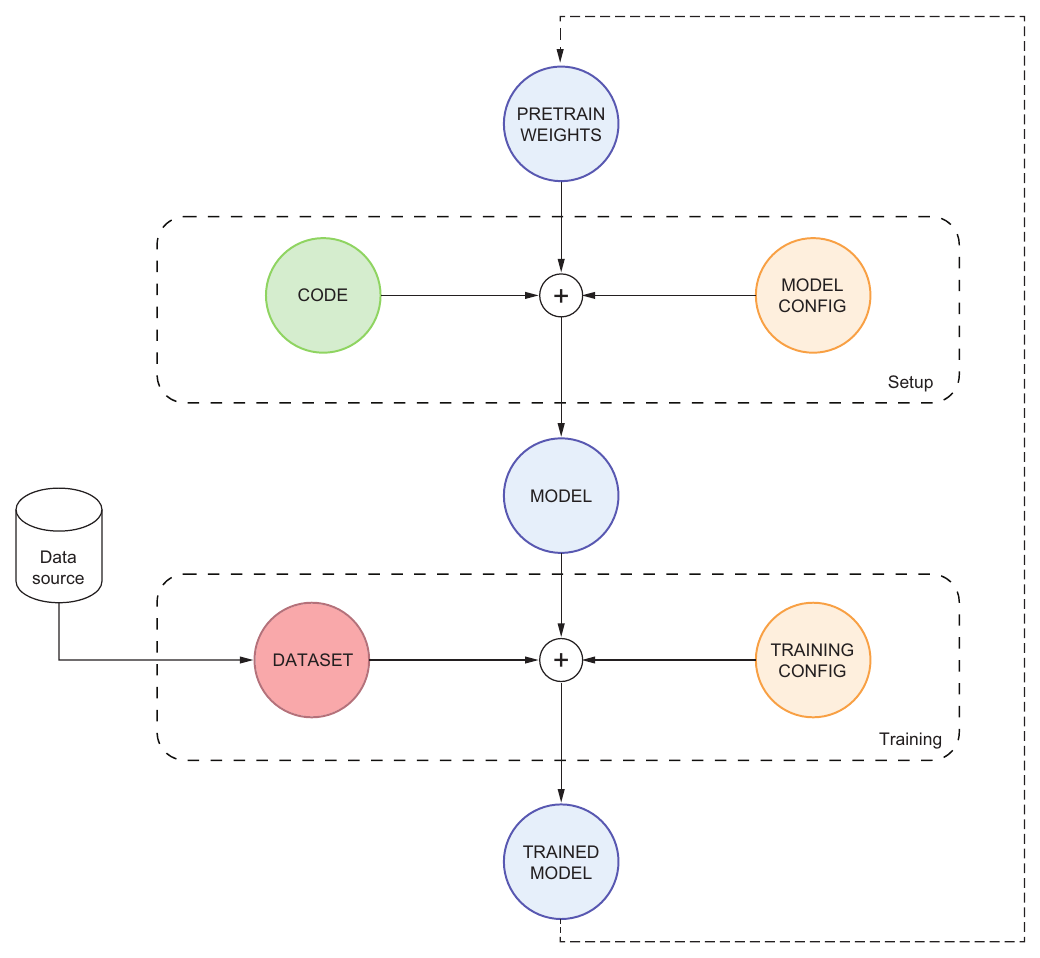 PRETRAIN
WEIGHTS
CODE
+
MODEL
CONFIG
Setup
MODEL
Data
source
DATASET
+
TRAINING
CONFIG
Training
TRAINED
MODEL